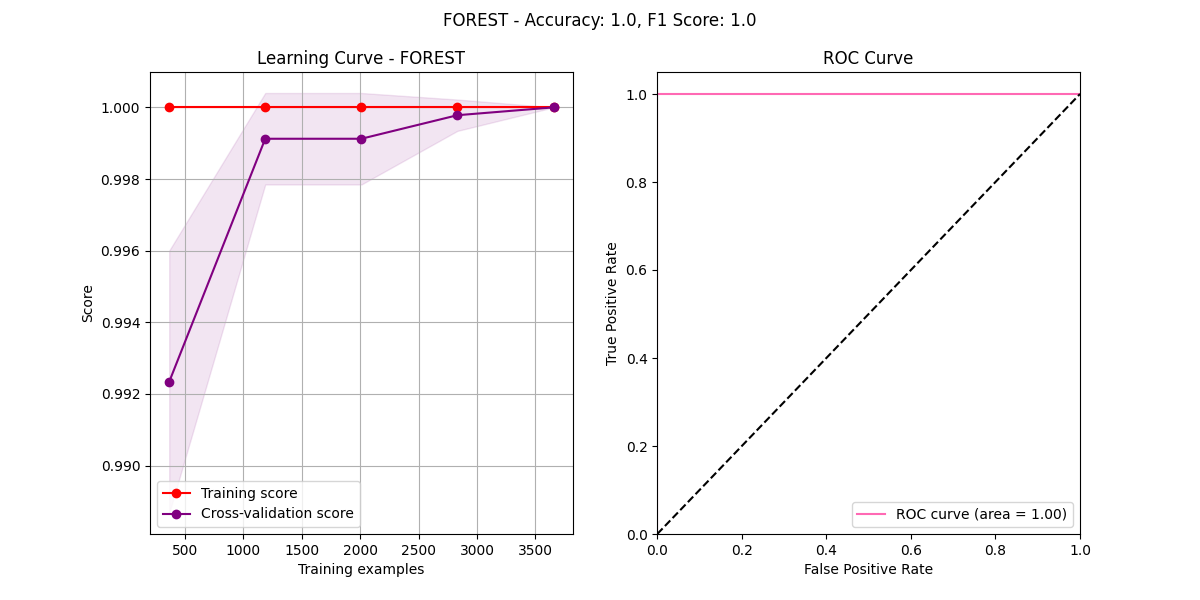 FOREST - Accuracy: 1.0, F1 Score: 1.0
Learning Curve - FOREST
1.000
0.998
0.996
0.994
0.992
0.990
Score
Training score
Cross-validation score
500 1000 1500 2000 2500 3000 3500
Training examples
ROC Curve
1.0
0.8
0.6
0.4
0.2
0.0
True Positive Rate
ROC curve (area = 1.00)
0.0 0.2 0.4 0.6 0.8 1.0
False Positive Rate